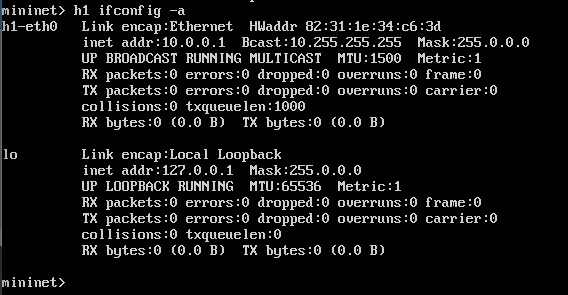 mininet> h1 ifconfig -a
h1-eth0   Link encap:Ethernet  HWaddr 82:31:1e:34:c6:3d
          inet addr:10.0.0.1  Bcast:10.255.255.255  Mask:255.0.0.0
          UP BROADCAST RUNNING MULTICAST  MTU:1500  Metric:1
          RX packets:0 errors:0 dropped:0 overruns:0 frame:0
          TX packets:0 errors:0 dropped:0 overruns:0 carrier:0
          collisions:0 txqueuelen:1000
          RX bytes:0 (0.0 B)  TX bytes:0 (0.0 B)
lo        Link encap:Local Loopback
          inet addr:127.0.0.1  Mask:255.0.0.0
          UP LOOPBACK RUNNING  MTU:65536  Metric:1
          RX packets:0 errors:0 dropped:0 overruns:0 frame:0
          TX packets:0 errors:0 dropped:0 overruns:0 carrier:0
          collisions:0 txqueuelen:0
          RX bytes:0 (0.0 B)  TX bytes:0 (0.0 B)
mininet>